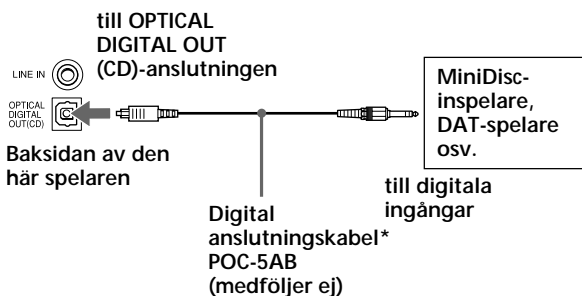 till OPTICAL
DIGITAL OUT
(CD)-anslutningen
LINE IN
OPTICAL
DIGITAL
OUT(CD)
Baksidan av den
här spelaren
MiniDisc-
inspelare,
DAT-spelare
osv.
till digitala
ingångar
Digital
anslutningskabel*
POC-5AB
(medföljer ej)